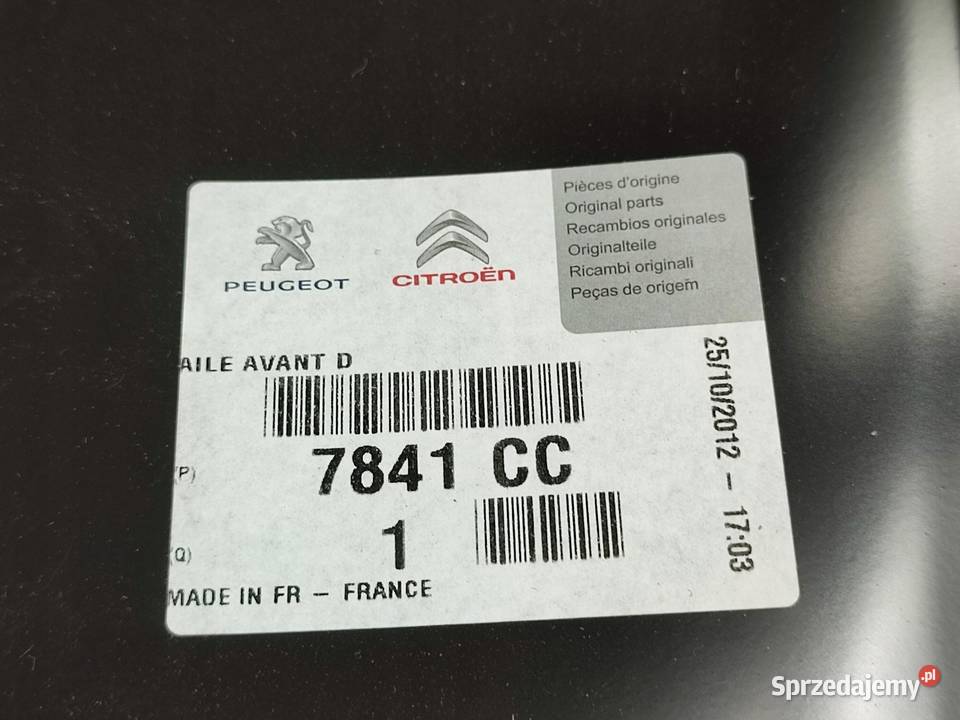 PEUGEOT
CITROËN
Pièces d'origine
Original parts
Recambios originales
Originalteile
Ricambi originali
Peças de origem
AILE AVANT D
(P)
7841 CC
(Q)
1
MADE IN FR – FRANCE
25/10/2012 – 17:03
Sprzedajemy.pl